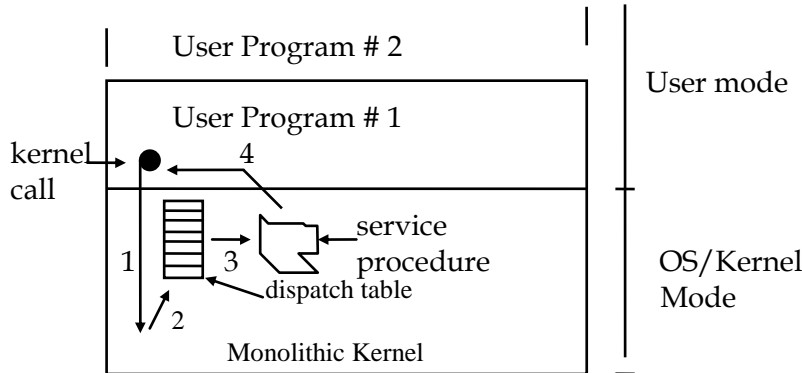 User Program # 2
User mode
User Program # 1
kernel
call
4
1
3
2
service
procedure
dispatch table
OS/Kernel
Mode
Monolithic Kernel